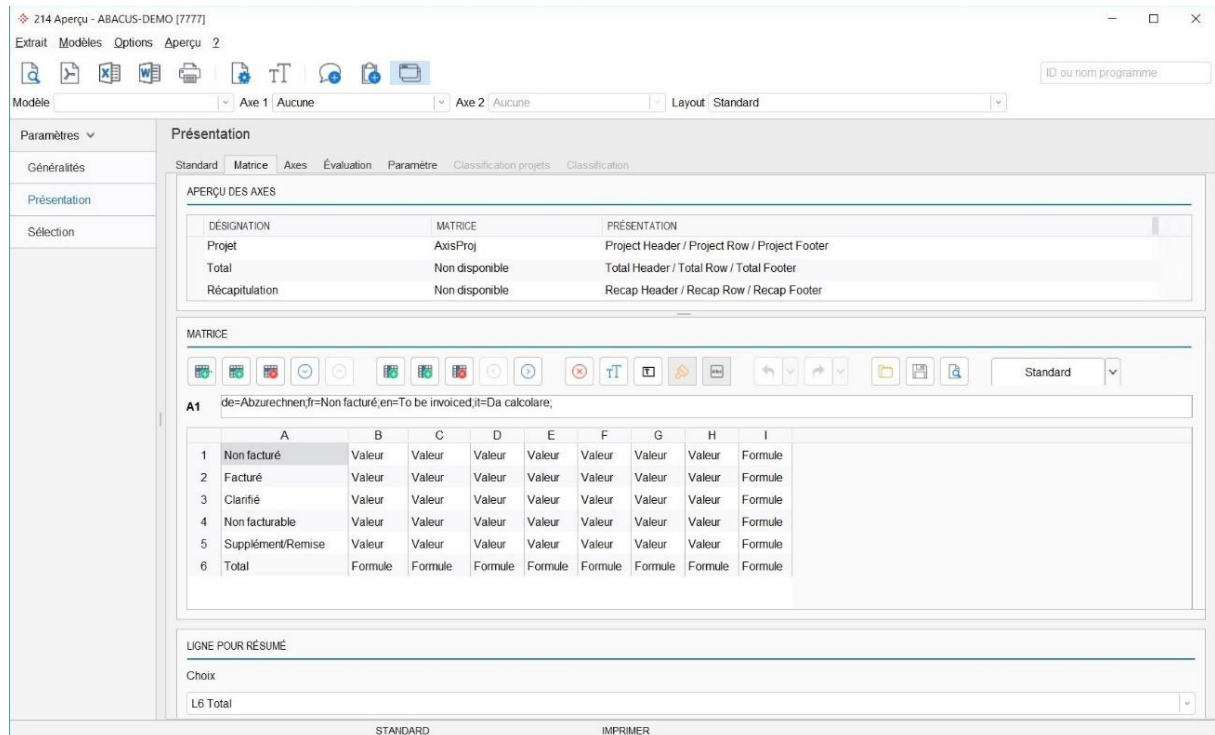 214 Aperçu - ABACUS-DEMO [7777]
Extrait Modèles Options Aperçu ?
ID ou nom programme
Modèle Axe 1 Aucune Axe 2 Aucune Layout Standard
Paramètres
Présentation
Généralités
Présentation
Sélection
Standard Matrice Axes Évaluation Paramètre Classification projets Classification
APERÇU DES AXES
DÉSIGNATION MATRICE PRÉSENTATION
Projet AxisProj Project Header / Project Row / Project Footer
Total Non disponible Total Header / Total Row / Total Footer
Récapitulation Non disponible Recap Header / Recap Row / Recap Footer
MATRICE
Standard
A1 de=Abzurechnen;fr=Non facturé;en=To be invoiced;it=Da calcolare;
A B C D E F G H I
1 Non facturé Valeur Valeur Valeur Valeur Valeur Valeur Valeur Formule
2 Facturé Valeur Valeur Valeur Valeur Valeur Valeur Valeur Formule
3 Clarifié Valeur Valeur Valeur Valeur Valeur Valeur Valeur Formule
4 Non facturable Valeur Valeur Valeur Valeur Valeur Valeur Valeur Formule
5 Supplément/Remise Valeur Valeur Valeur Valeur Valeur Valeur Valeur Formule
6 Total Formule Formule Formule Formule Formule Formule Formule Formule
LIGNE POUR RÉSUMÉ
Choix
L6 Total
STANDARD IMPRIMER